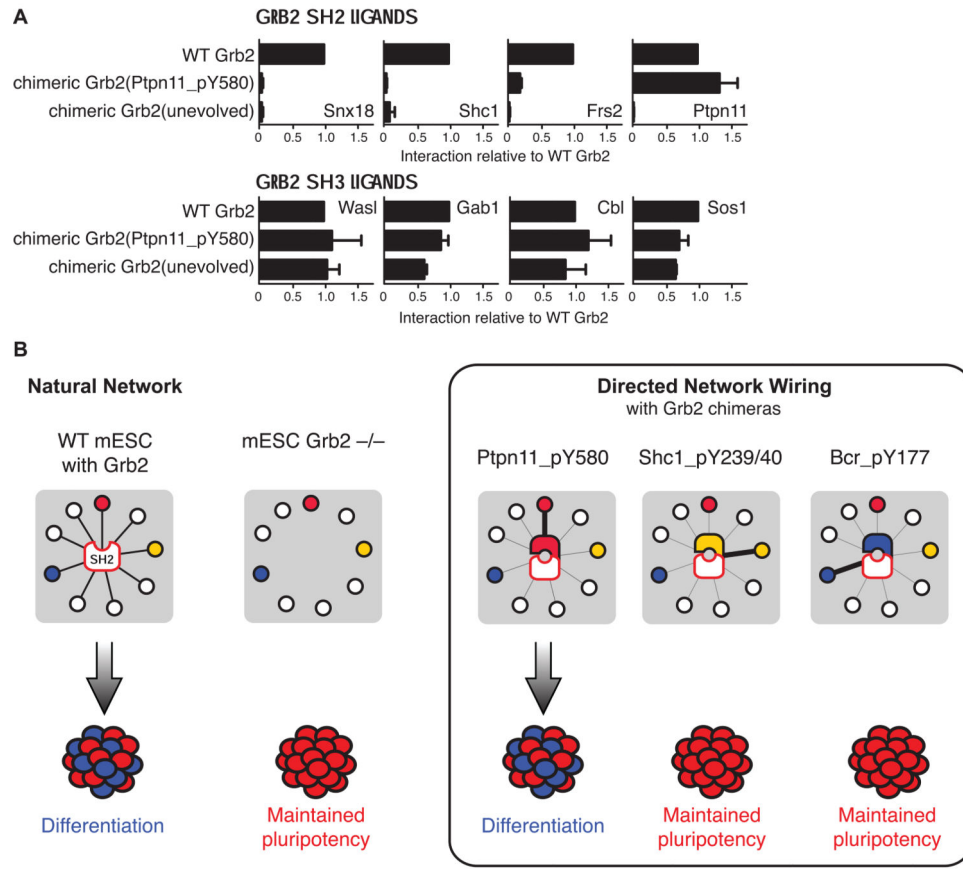 A
GRB2 SH2 LIGANDS
WT Grb2
chimeric Grb2(Ptpn11_pY580)
chimeric Grb2(unevolved)
Snx18
Shc1
Frs2
Ptpn11
0 0.5 1.0 1.5 0 0.5 1.0 1.5 0 0.5 1.0 1.5 0 0.5 1.0 1.5
Interaction relative to WT Grb2
GRB2 SH3 LIGANDS
WT Grb2
Wasl
Gab1
Cbl
Sos1
chimeric Grb2(Ptpn11_pY580)
chimeric Grb2(unevolved)
0 0.5 1.0 1.5 0 0.5 1.0 1.5 0 0.5 1.0 1.5 0 0.5 1.0 1.5
Interaction relative to WT Grb2
B
Natural Network
WT mESC
with Grb2
mESC Grb2 –/–
SH2
Differentiation
Maintained
pluripotency
Directed Network Wiring
with Grb2 chimeras
Ptpn11_pY580
Shc1_pY239/40
Bcr_pY177
Differentiation
Maintained
pluripotency
Maintained
pluripotency